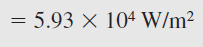 = 5.93 × 10⁴ W/m²